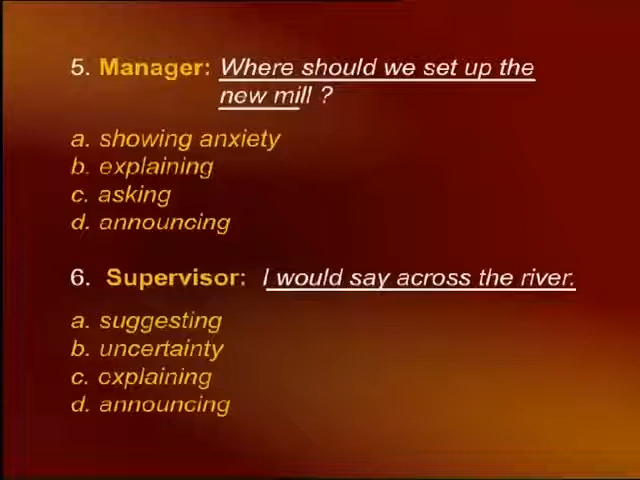 5. Manager: Where should we set up the
new mill ?
a. showing anxiety
b. explaining
c. asking
d. announcing
6. Supervisor: I would say across the river.
a. suggesting
b. uncertainty
c. explaining
d. announcing